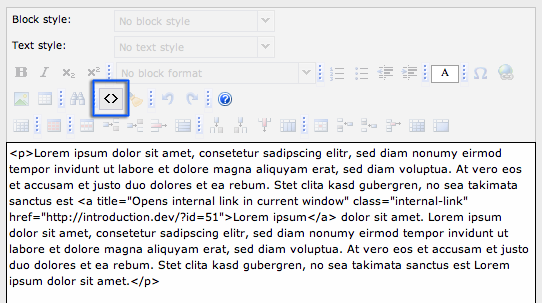 Block style: No block style
Text style: No text style
B I x₂ x² No block format A Ω
<>
<p>Lorem ipsum dolor sit amet, consetetur sadipscing elitr, sed diam nonumy eirmod
tempor invidunt ut labore et dolore magna aliquyam erat, sed diam voluptua. At vero eos
et accusam et justo duo dolores et ea rebum. Stet clita kasd gubergren, no sea takimata
sanctus est <a title="Opens internal link in current window" class="internal-link"
href="http://introduction.dev/?id=51">Lorem ipsum</a> dolor sit amet. Lorem ipsum
dolor sit amet, consetetur sadipscing elitr, sed diam nonumy eirmod tempor invidunt ut
labore et dolore magna aliquyam erat, sed diam voluptua. At vero eos et accusam et justo
duo dolores et ea rebum. Stet clita kasd gubergren, no sea takimata sanctus est Lorem
ipsum dolor sit amet.</p>